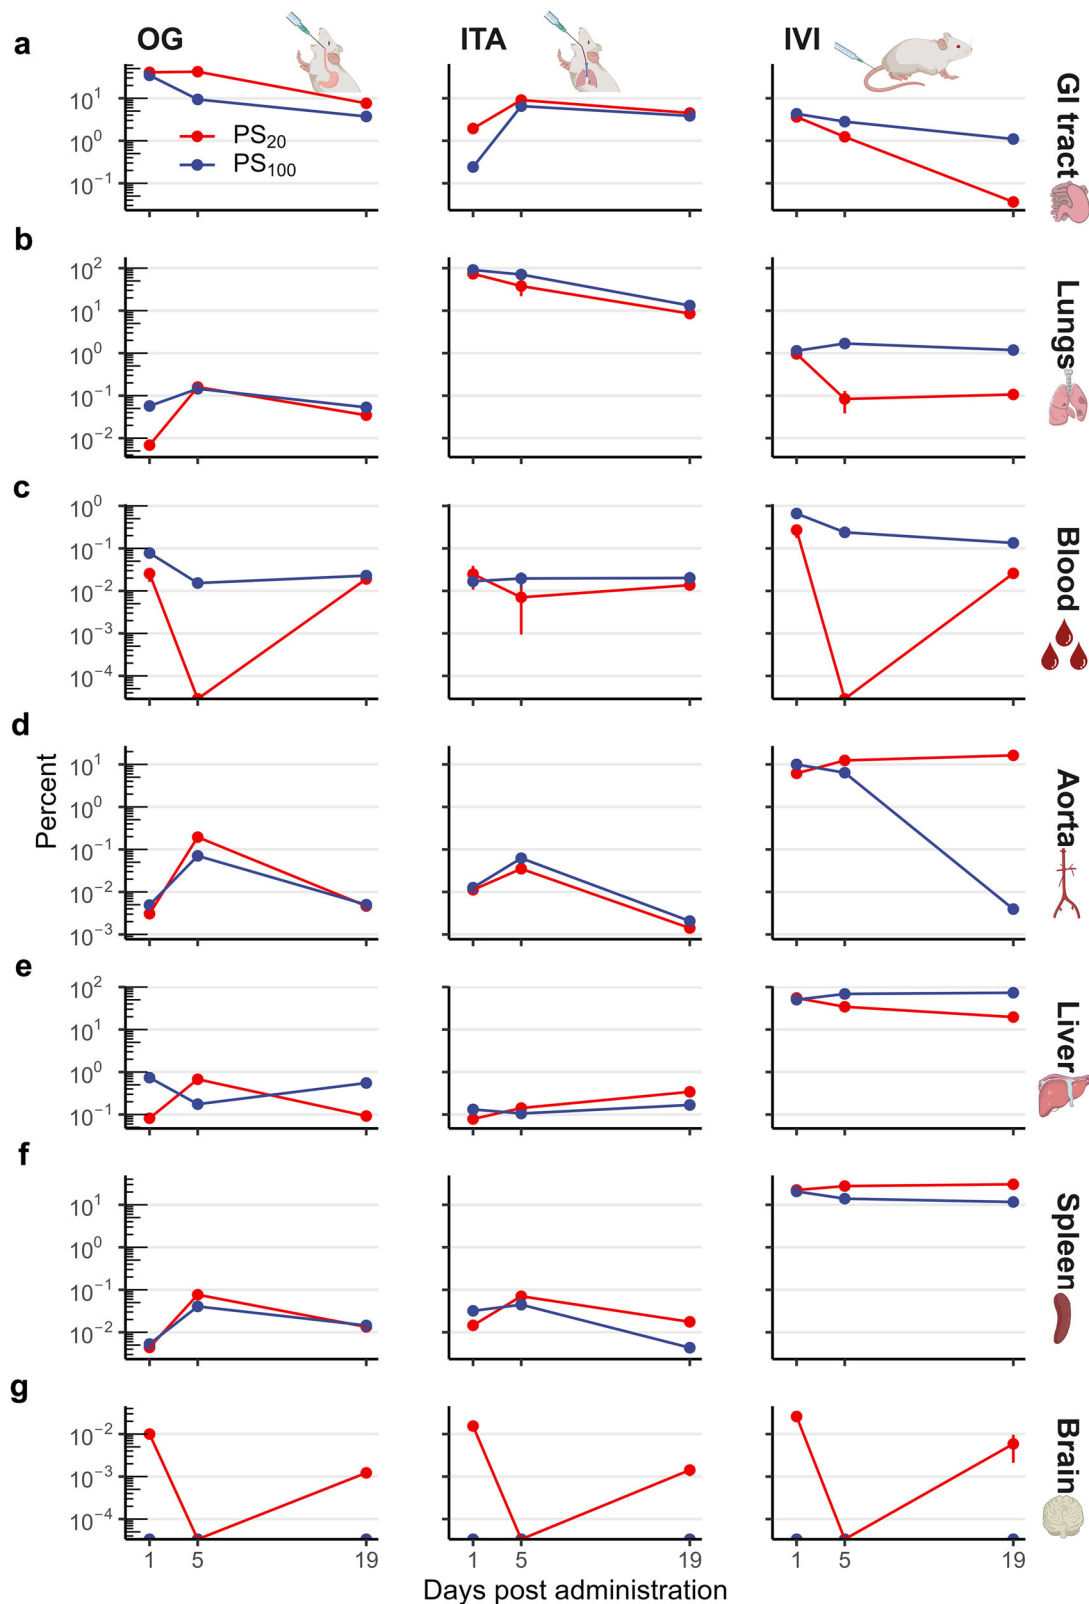 a
OG
ITA
IVI
10¹
10⁰
10⁻¹
PS₂₀
PS₁₀₀
GI tract
b
10²
10¹
10⁰
10⁻¹
10⁻²
Lungs
c
10⁰
10⁻¹
10⁻²
10⁻³
10⁻⁴
Blood
d
Percent
10¹
10⁰
10⁻¹
10⁻²
10⁻³
Aorta
e
10²
10¹
10⁰
10⁻¹
Liver
f
10¹
10⁰
10⁻¹
10⁻²
Spleen
g
10⁻²
10⁻³
10⁻⁴
Brain
1 5 19 1 5 19 1 5 19
Days post administration